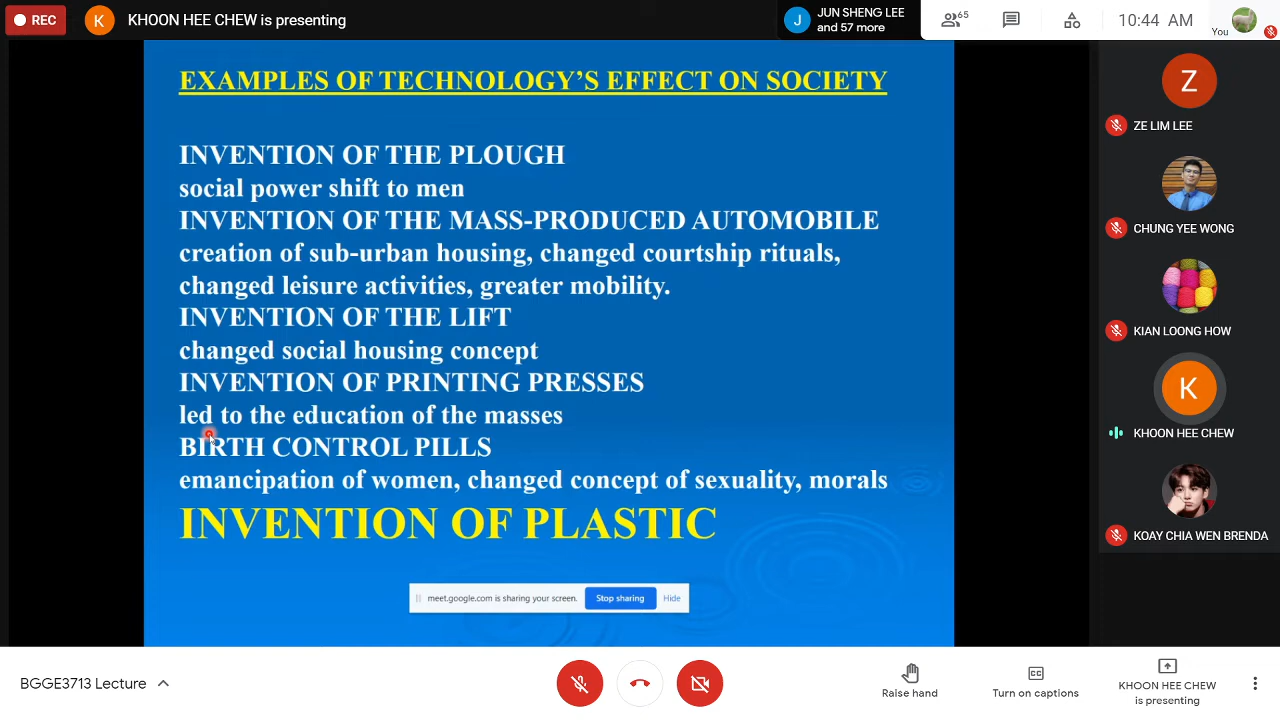 REC
K
KHOON HEE CHEW is presenting
J
JUN SHENG LEE
and 57 more
65
10:44 AM
You
EXAMPLES OF TECHNOLOGY’S EFFECT ON SOCIETY
INVENTION OF THE PLOUGH
social power shift to men
INVENTION OF THE MASS-PRODUCED AUTOMOBILE
creation of sub-urban housing, changed courtship rituals,
changed leisure activities, greater mobility.
INVENTION OF THE LIFT
changed social housing concept
INVENTION OF PRINTING PRESSES
led to the education of the masses
BIRTH CONTROL PILLS
emancipation of women, changed concept of sexuality, morals
INVENTION OF PLASTIC
meet.google.com is sharing your screen. Stop sharing Hide
Z
ZE LIM LEE
CHUNG YEE WONG
KIAN LOONG HOW
K
KHOON HEE CHEW
KOAY CHIA WEN BRENDA
BGGE3713 Lecture
Raise hand
CC
Turn on captions
KHOON HEE CHEW
is presenting